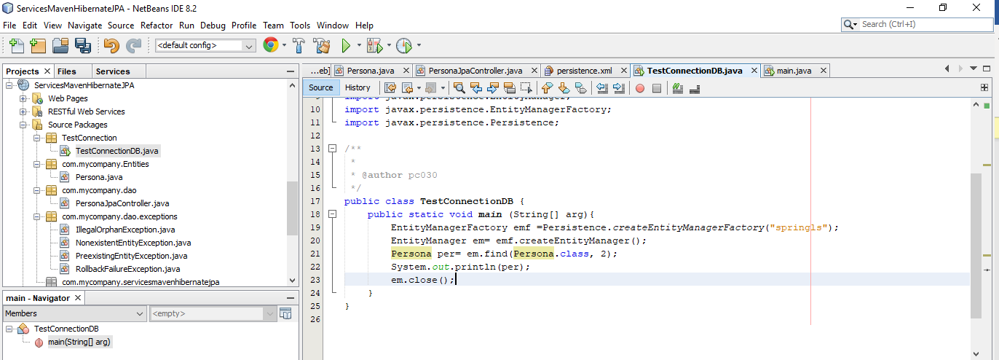 ServicesMavenHibernateJPA - NetBeans IDE 8.2
File Edit View Navigate Source Refactor Run Debug Profile Team Tools Window Help
Search (Ctrl+I)
<default config>
Projects Files Services
...eb] Persona.java PersonaJpaController.java persistence.xml TestConnectionDB.java main.java
Source History
ServicesMavenHibernateJPA
Web Pages
RESTful Web Services
Source Packages
TestConnection
TestConnectionDB.java
com.mycompany.Entities
Persona.java
com.mycompany.dao
PersonaJpaController.java
com.mycompany.dao.exceptions
IllegalOrphanException.java
NonexistentEntityException.java
PreexistingEntityException.java
RollbackFailureException.java
com.mycompany.servicesmavenhibernatejpa
main - Navigator
Members <empty>
TestConnectionDB
main(String[] arg)
9 import javax.persistence.EntityManager;
10 import javax.persistence.EntityManagerFactory;
11 import javax.persistence.Persistence;
12
13 /**
14 *
15 * @author pc030
16 */
17 public class TestConnectionDB {
18 public static void main (String[] arg){
19 EntityManagerFactory emf =Persistence.createEntityManagerFactory("springls");
20 EntityManager em= emf.createEntityManager();
21 Persona per= em.find(Persona.class, 2);
22 System.out.println(per);
23 em.close();
24 }
25 }
26